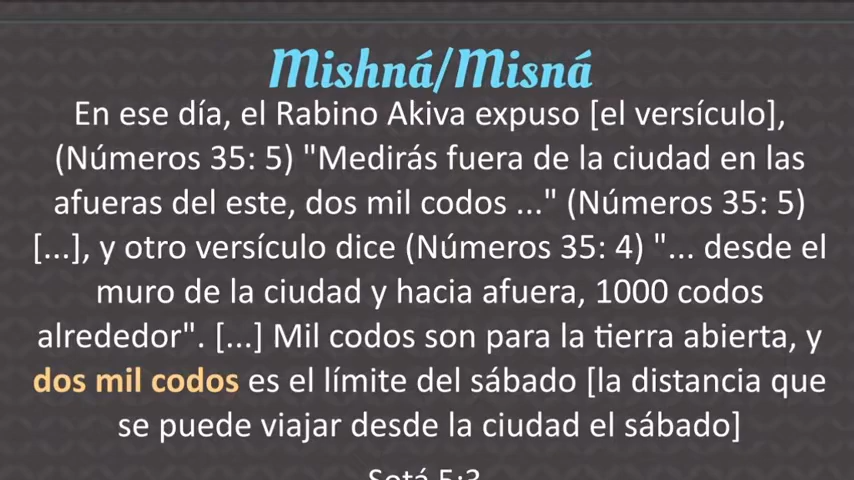 Mishná/Misná
En ese día, el Rabino Akiva expuso [el versículo],
(Números 35: 5) "Medirás fuera de la ciudad en las
afueras del este, dos mil codos ..." (Números 35: 5)
[...], y otro versículo dice (Números 35: 4) "... desde el
muro de la ciudad y hacia afuera, 1000 codos
alrededor". [...] Mil codos son para la tierra abierta, y
dos mil codos es el límite del sábado [la distancia que
se puede viajar desde la ciudad el sábado]
Sotá 5:3